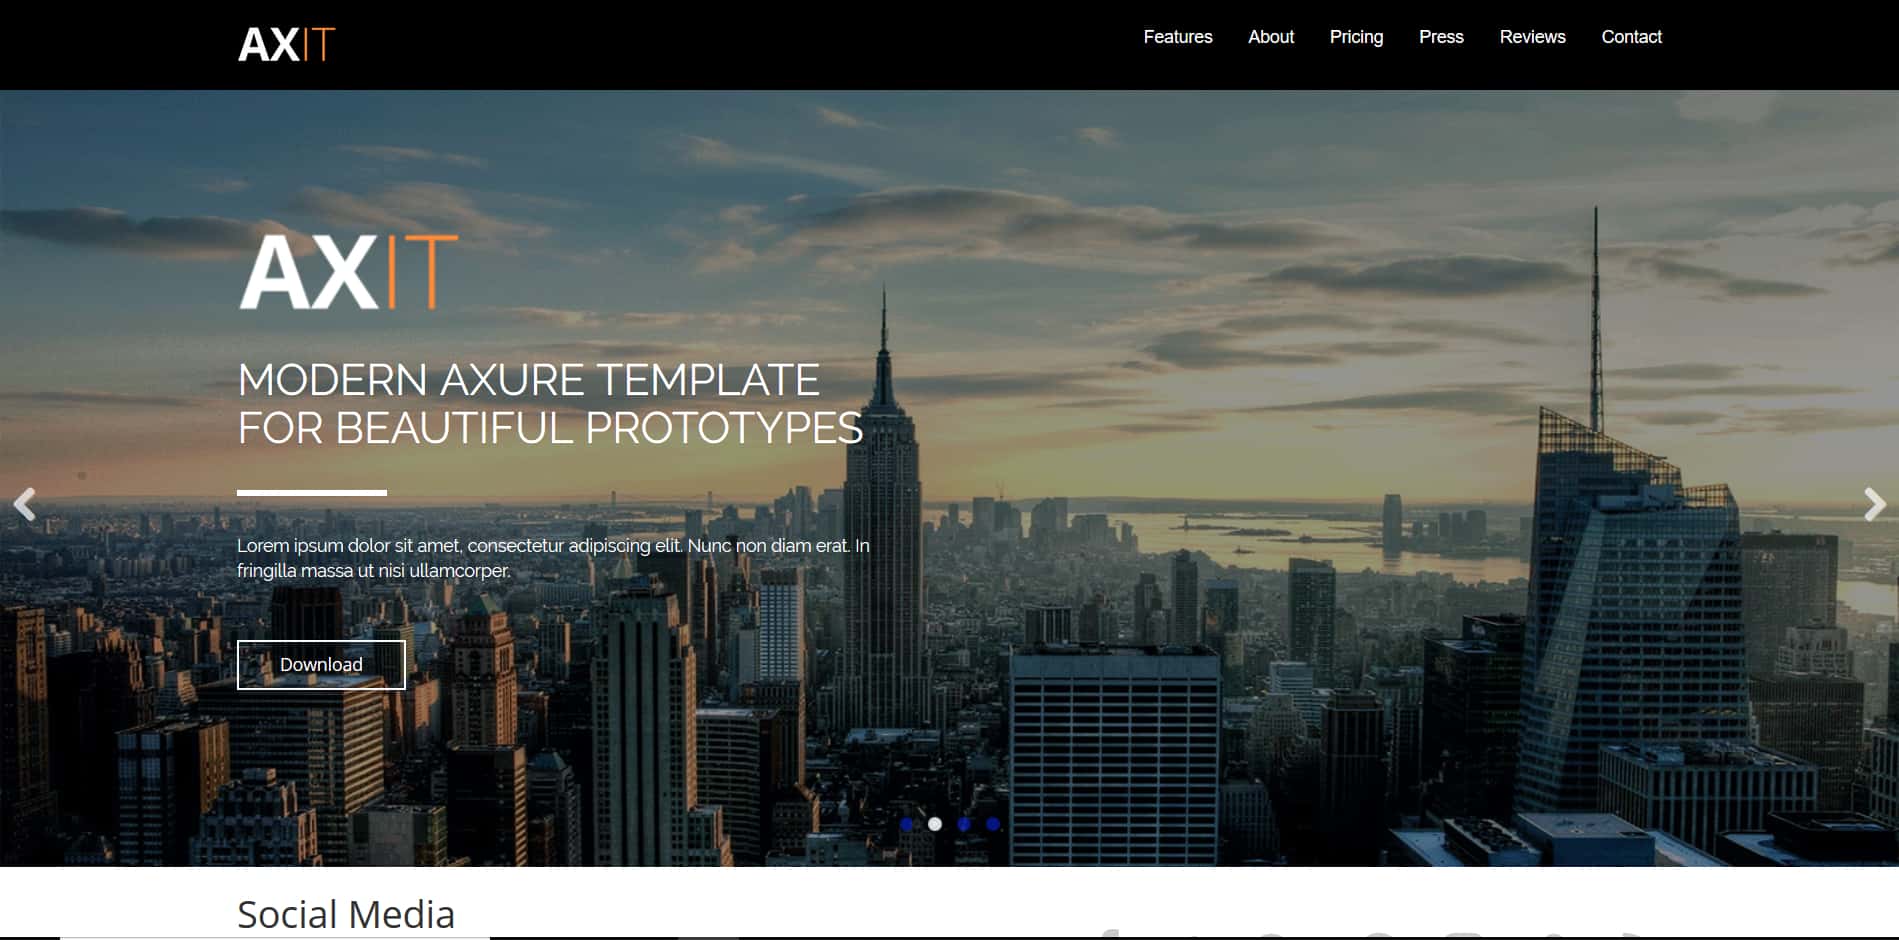 AXIT
Features About Pricing Press Reviews Contact
AXIT
MODERN AXURE TEMPLATE
FOR BEAUTIFUL PROTOTYPES
Lorem ipsum dolor sit amet, consectetur adipiscing elit. Nunc non diam erat. In
fringilla massa ut nisi ullamcorper.
Download
Social Media